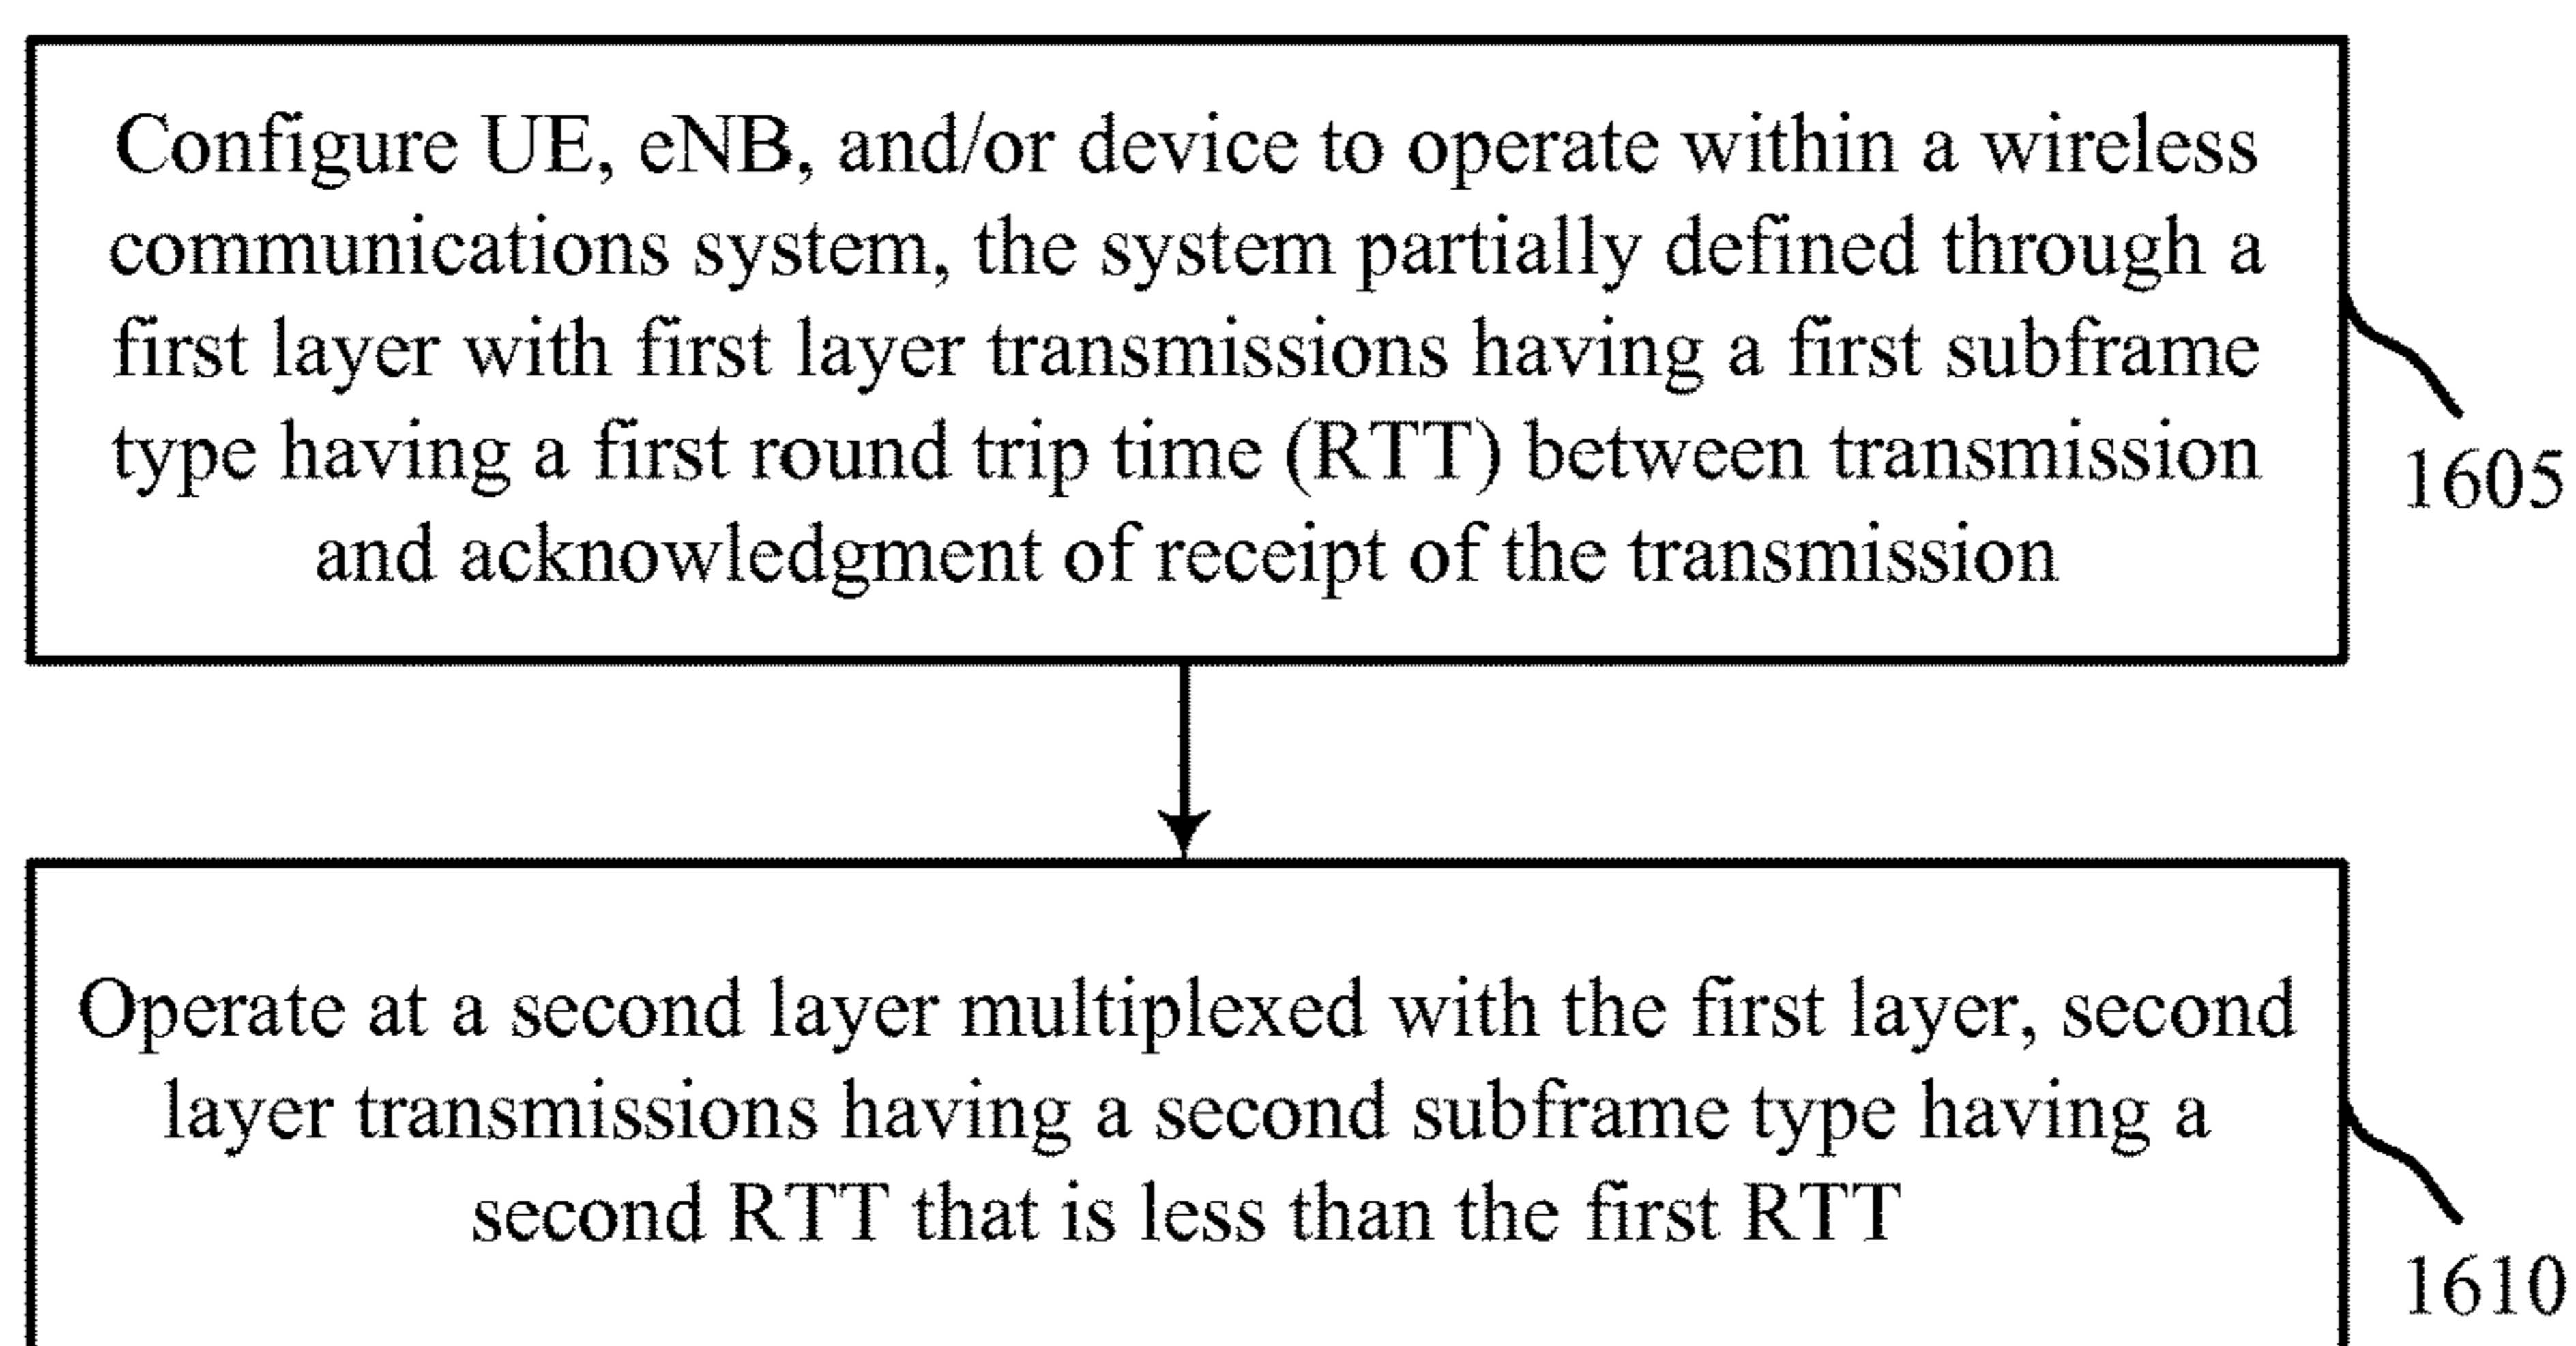 Configure UE, eNB, and/or device to operate within a wireless
communications system, the system partially defined through a
first layer with first layer transmissions having a first subframe
type having a first round trip time (RTT) between transmission
and acknowledgment of receipt of the transmission
1605
Operate at a second layer multiplexed with the first layer, second
layer transmissions having a second subframe type having a
second RTT that is less than the first RTT
1610